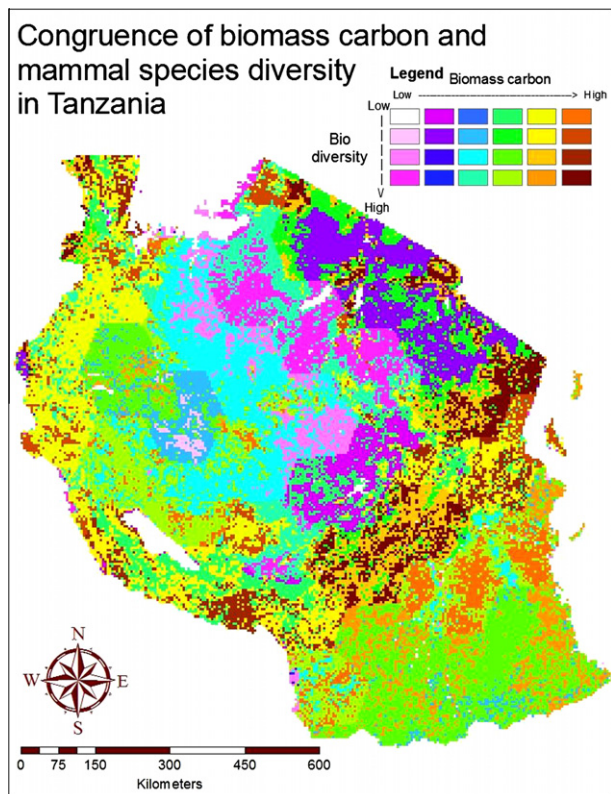 Congruence of biomass carbon and
mammal species diversity
in Tanzania
Legend Biomass carbon
Low -----------------------------> High
Low
Bio
diversity
V
High
N
W E
S
0 75 150 300 450 600
Kilometers